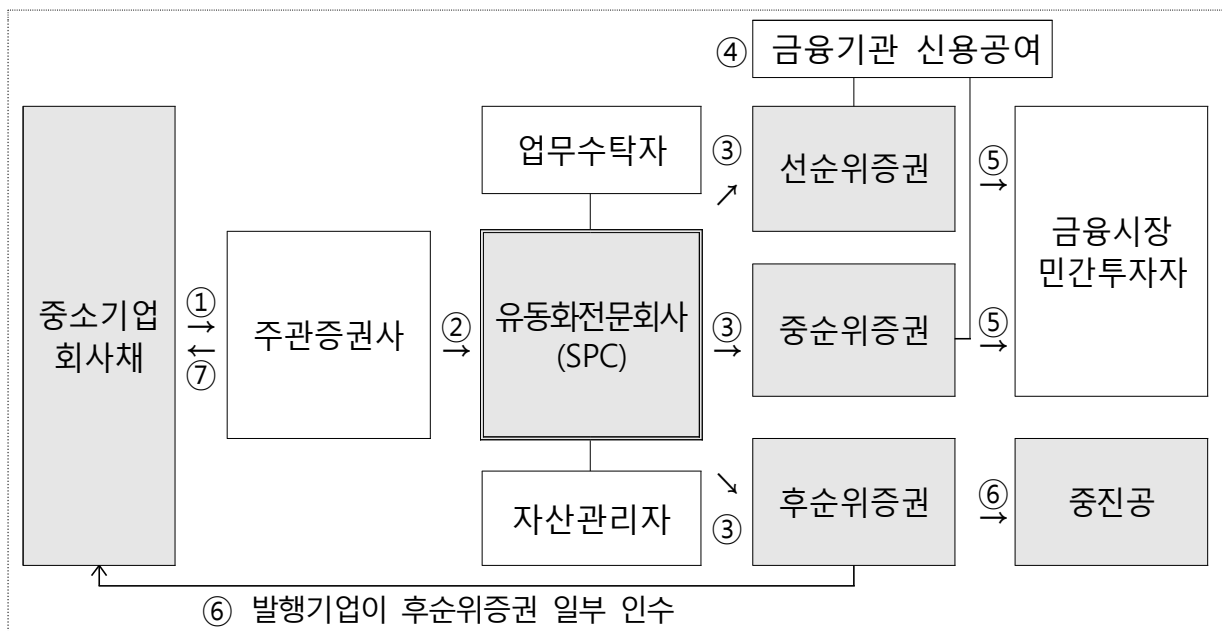 ④ 금융기관 신용공여
중소기업
회사채
①
→
←
⑦
주관증권사
②
→
업무수탁자
유동화전문회사
(SPC)
자산관리자
③
↗
③
→
↘
③
선순위증권
중순위증권
후순위증권
⑤
→
⑤
→
⑥
→
금융시장
민간투자자
중진공
⑥ 발행기업이 후순위증권 일부 인수